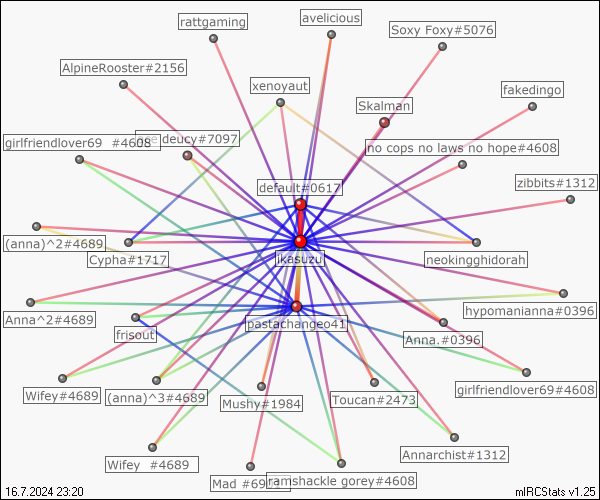 rattgaming
avelicious
Soxy Foxy#5076
AlpineRooster#2156
xenoyaut
fakedingo
Skalman
girlfriendlover69 #4608
deucy#7097
no cops no laws no hope#4608
default#0617
zibbits#1312
(anna)^2#4689
Cypha#1717
ikasuzu
neokingghidorah
Anna^2#4689
frisout
pastachangeo41
hypomanianna#0396
Anna.#0396
Wifey#4689
(anna)^3#4689
Mushy#1984
Toucan#2473
girlfriendlover69#4608
Annarchist#1312
Wifey #4689
Mad
ramshackle gorey#4608
16.7.2024 23:20
mIRCStats v1.25